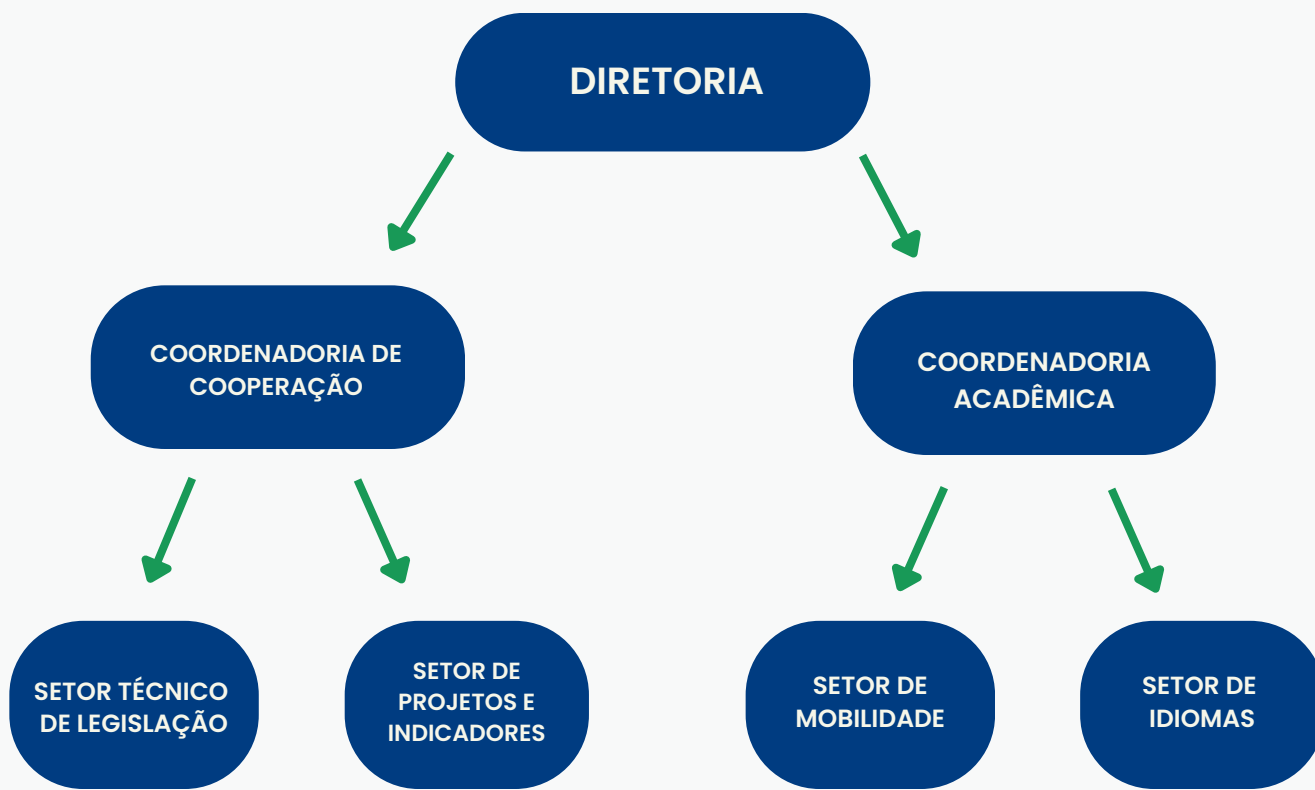 DIRETORIA
COORDENADORIA DE
COOPERAÇÃO
COORDENADORIA
ACADÊMICA
SETOR TÉCNICO
DE LEGISLAÇÃO
SETOR DE
PROJETOS E
INDICADORES
SETOR DE
MOBILIDADE
SETOR DE
IDIOMAS